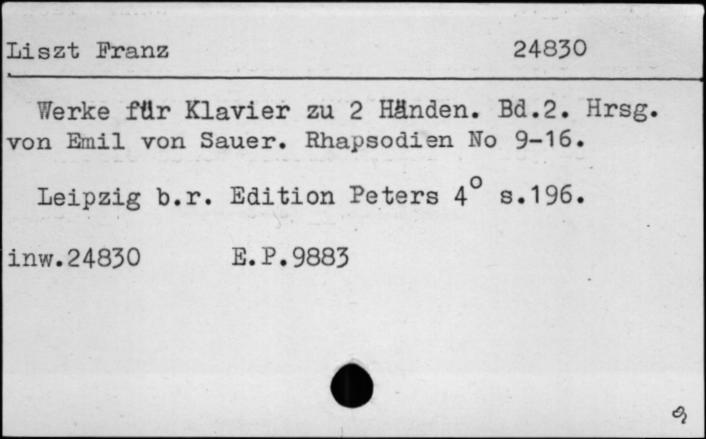 Liszt Franz 24830
Werke für Klavier zu 2 Händen. Bd.2. Hrsg.
von Emil von Sauer. Rhapsodien No 9-16.
Leipzig b.r. Edition Peters 4° s.196.
inw.24830 E.P.9883